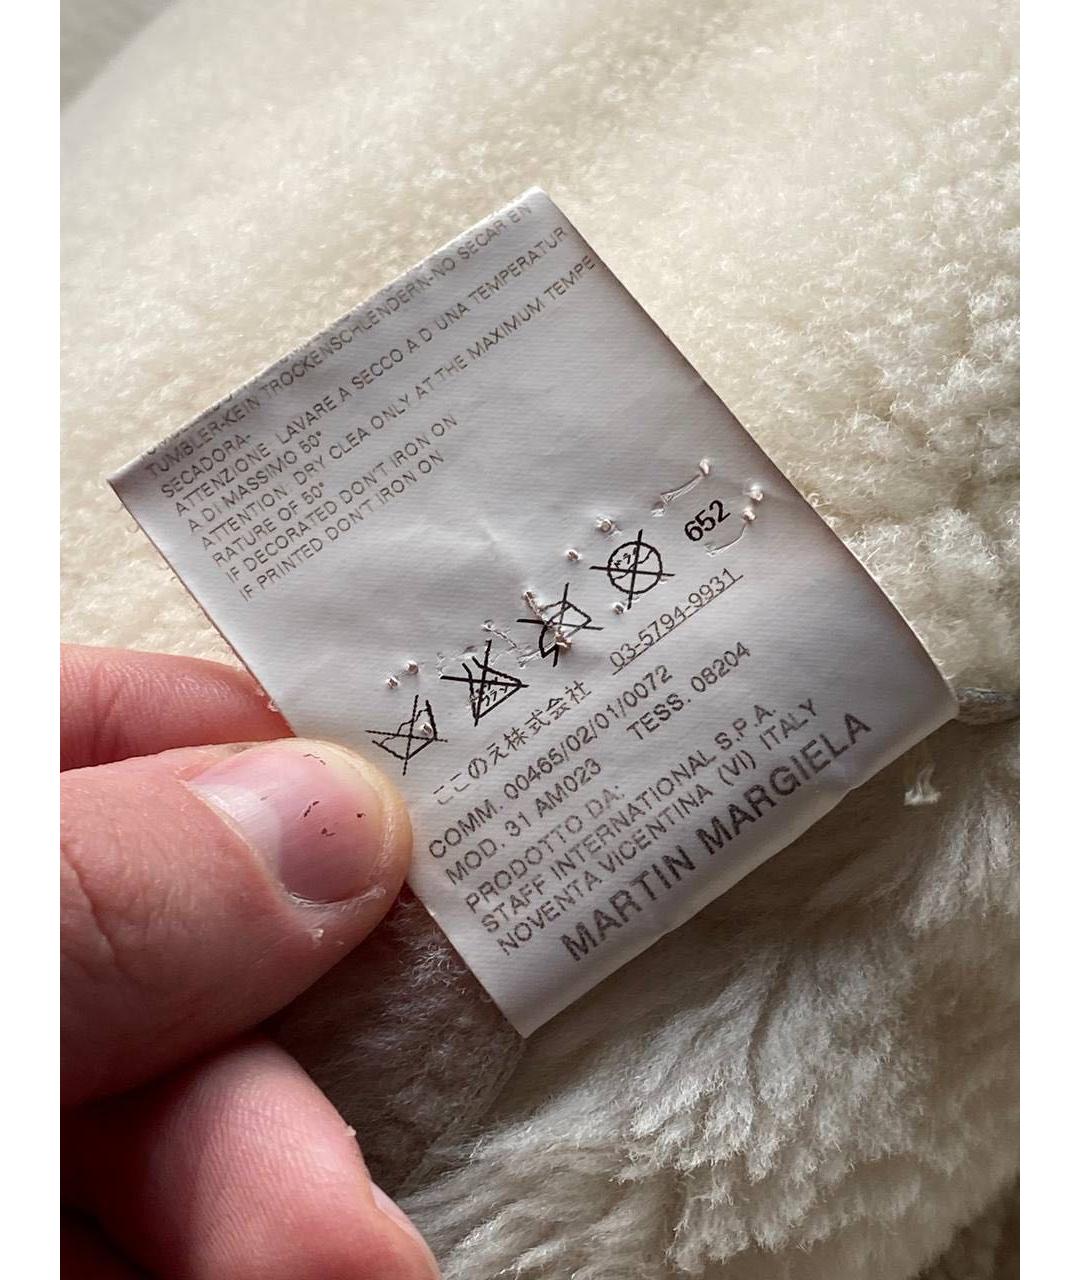 TUMBLER-KEIN TROCKENSCHLENDERN-NO SECAR EN
SECADORA-
ATTENZIONE, LAVARE A SECCO A D UNA TEMPERATUR
A DI MASSIMO 50°
ATTENTION, DRY CLEA ONLY AT THE MAXIMUM TEMPE
RATURE OF 50°
IF DECORATED DON'T IRON ON
IF PRINTED DON'T IRON ON
652
ここのえ株式会社 03-5794-9931
COMM. 00465/02/01/0072
MOD. 31 AM023 TESS. 08204
PRODOTTO DA:
STAFF INTERNATIONAL S.P.A.
NOVENTA VICENTINA (VI) ITALY
MARTIN MARGIELA